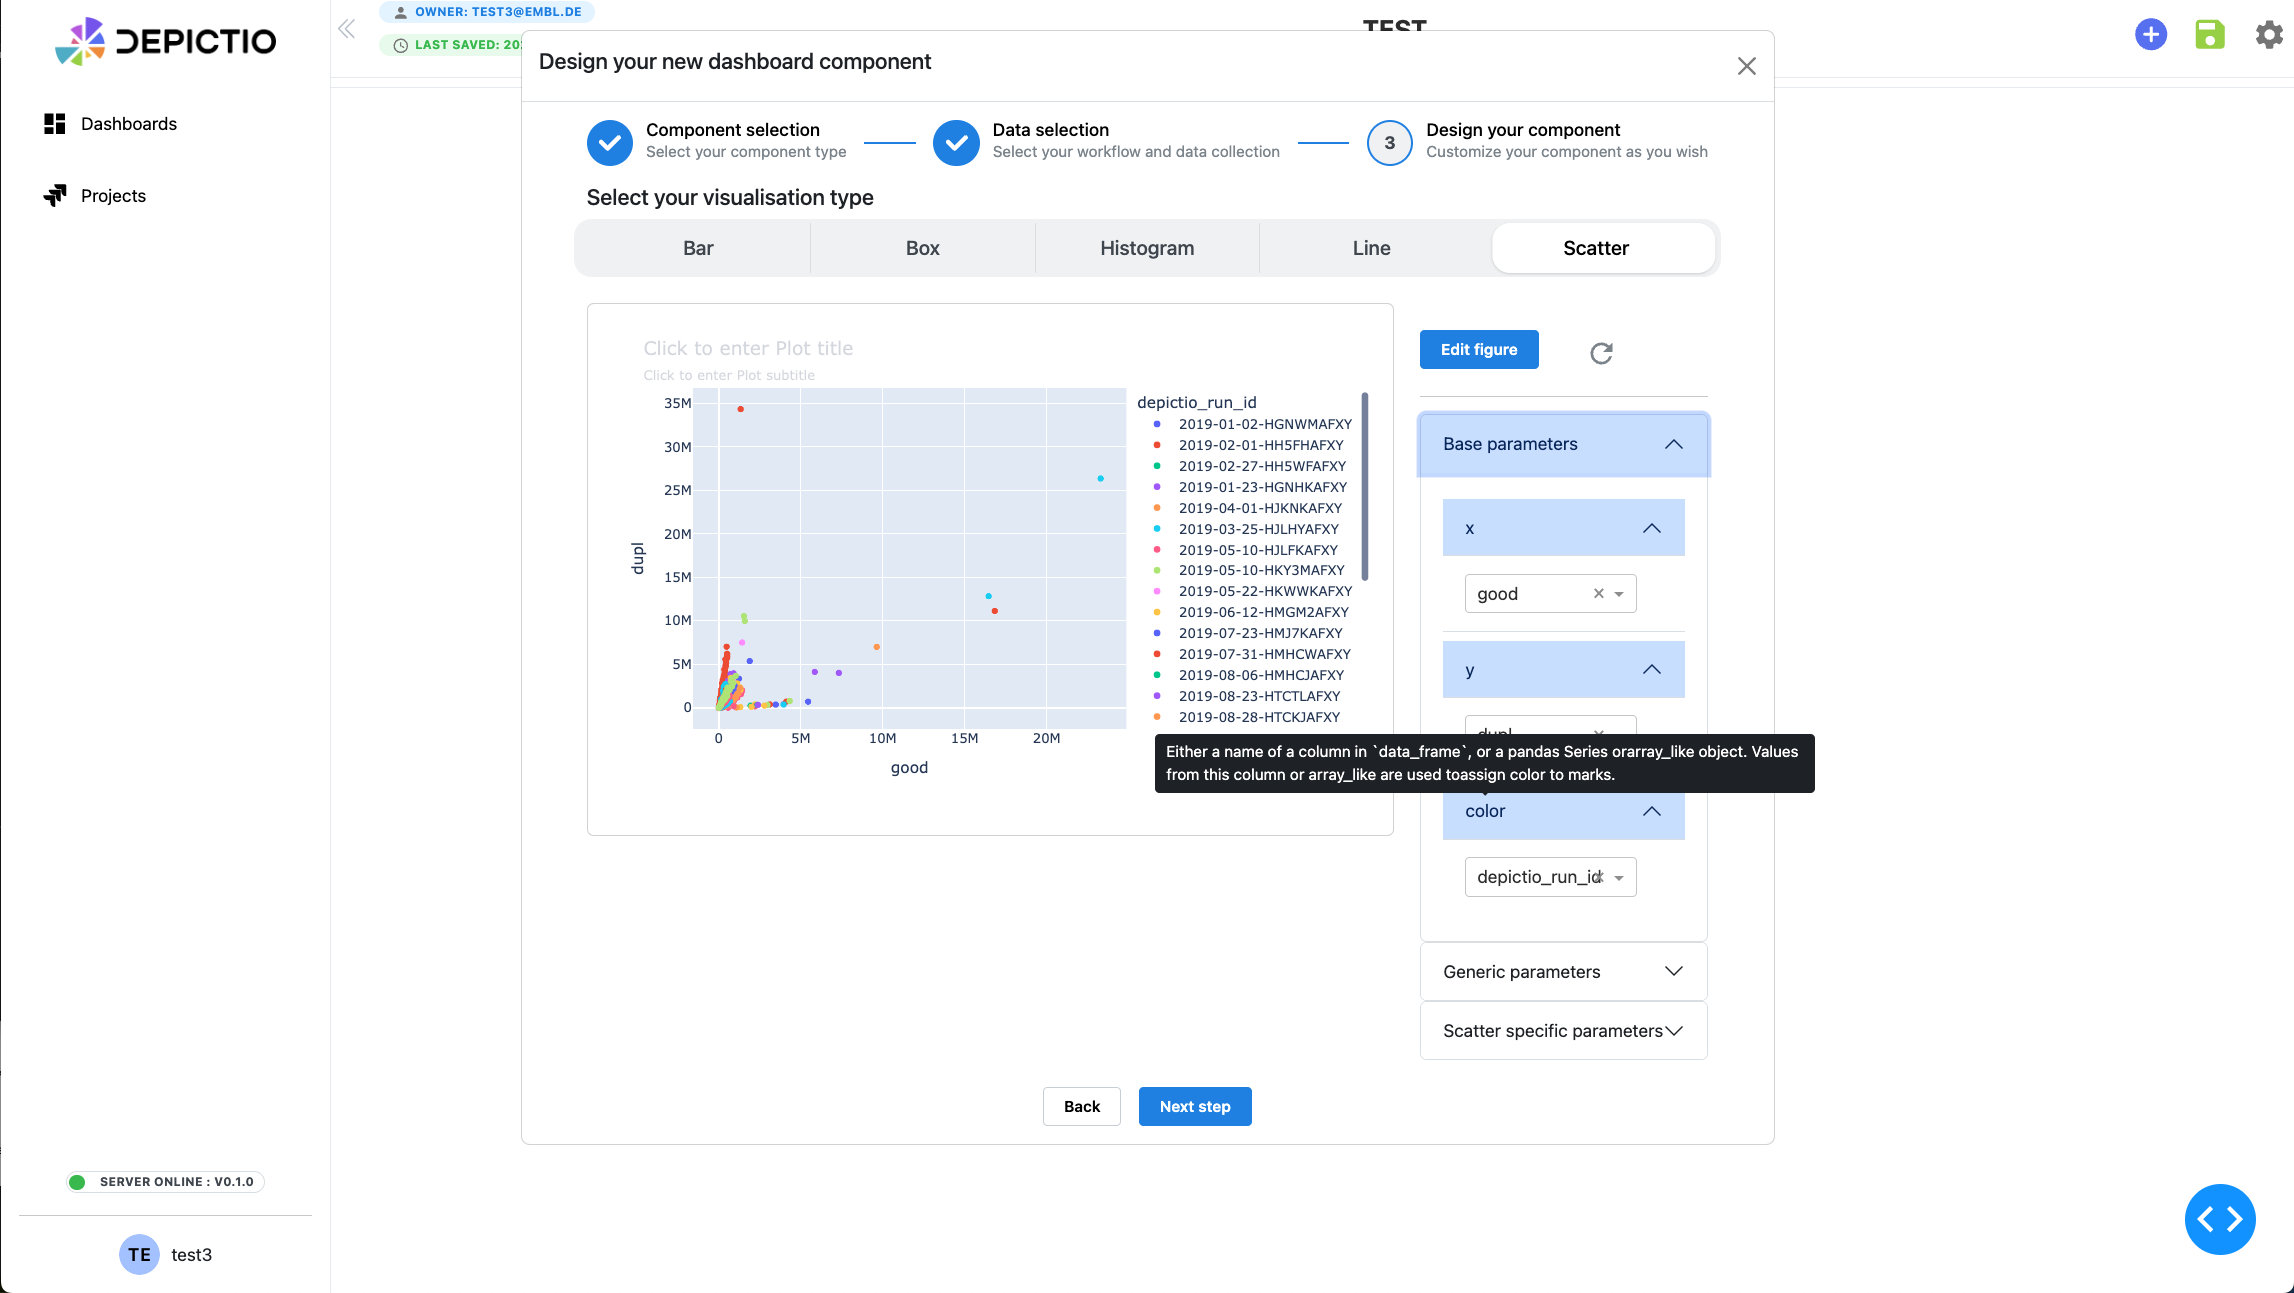 DEPICTIO
Dashboards
Projects
SERVER ONLINE : V0.1.0
TE
test3
OWNER: TEST3@EMBL.DE
LAST SAVED:
TEST
Design your new dashboard component
Component selection
Select your component type
Data selection
Select your workflow and data collection
3
Design your component
Customize your component as you wish
Select your visualisation type
Bar
Box
Histogram
Line
Scatter
Click to enter Plot title
Click to enter Plot subtitle
35M
30M
25M
20M
15M
10M
5M
0
dupl
0
5M
10M
15M
20M
good
depictio_run_id
2019-01-02-HGNWMAFXY
2019-02-01-HH5FHAFXY
2019-02-27-HH5WFAFXY
2019-01-23-HGNHKAFXY
2019-04-01-HJKNKAFXY
2019-03-25-HJLHYAFXY
2019-05-10-HJLFKAFXY
2019-05-10-HKY3MAFXY
2019-05-22-HKWWKAFXY
2019-06-12-HMGM2AFXY
2019-07-23-HMJ7KAFXY
2019-07-31-HMHCWAFXY
2019-08-06-HMHCJAFXY
2019-08-23-HTCTLAFXY
2019-08-28-HTCKJAFXY
Edit figure
Base parameters
x
good
y
dupl
Either a name of a column in `data_frame`, or a pandas Series orarray_like object. Values
from this column or array_like are used toassign color to marks.
color
depictio_run_id
Generic parameters
Scatter specific parameters
Back
Next step